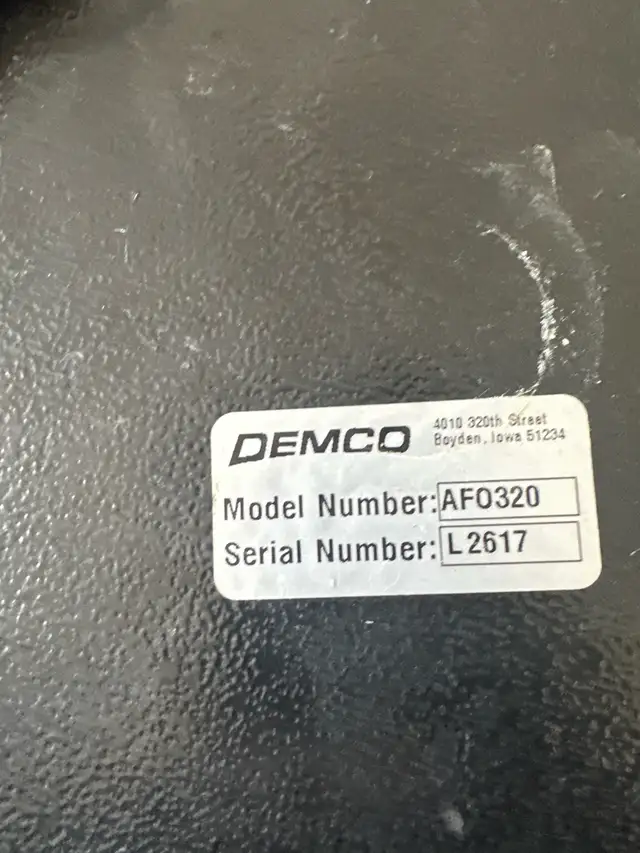 DEMCO
4010 320th Street
Boyden, Iowa 51234
Model Number: AFO320
Serial Number: L2617